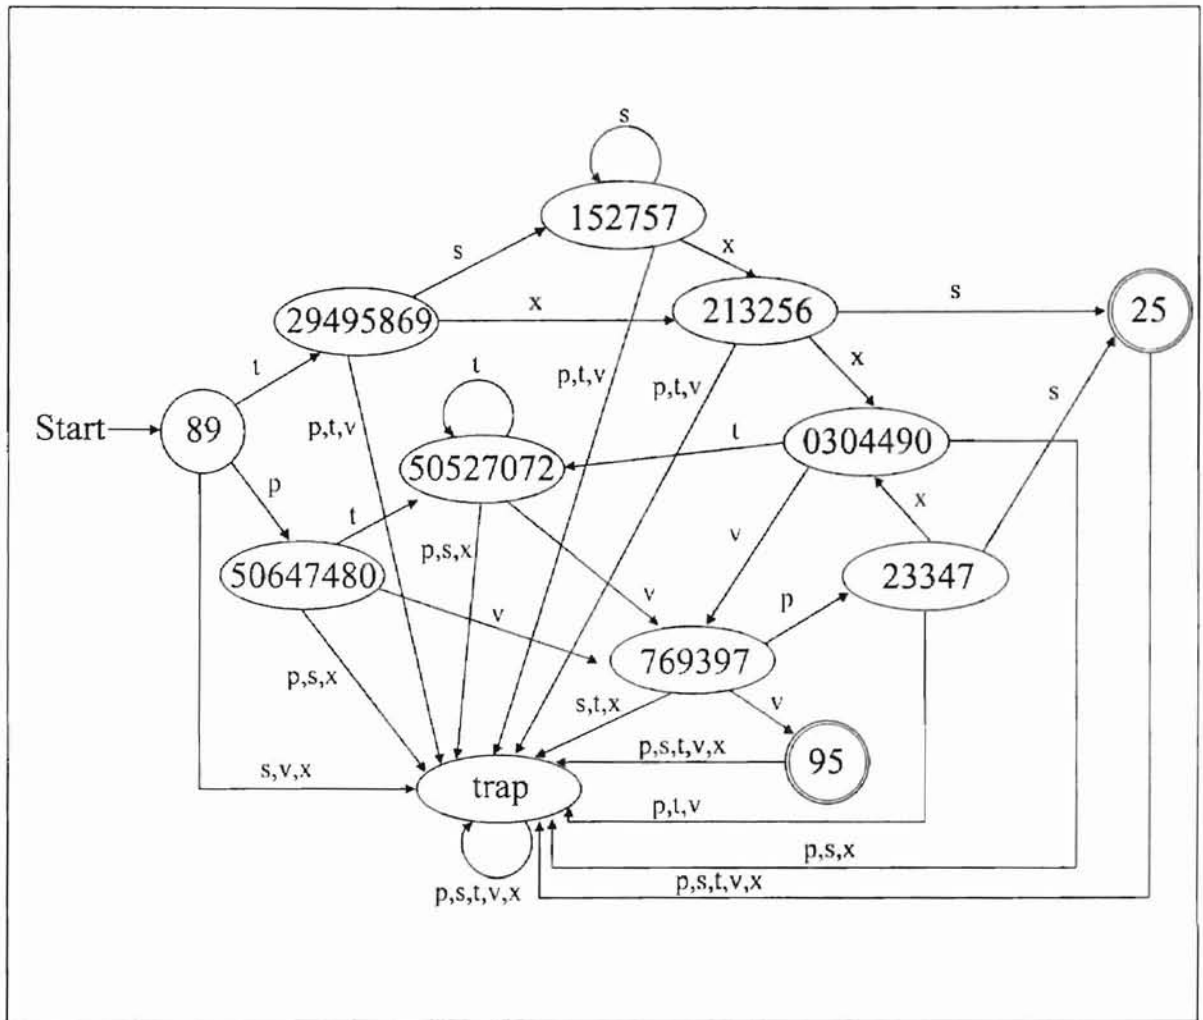 s
152757
s
x
29495869
x
213256
s
25
t
t
p,t,v
p,t,v
x
s
Start
89
p,t,v
t
0304490
50527072
p
t
x
p,s,x
v
50647480
23347
v
v
p
p,s,x
769397
s,t,x
v
p,s,t,v,x
95
s,v,x
trap
p,t,v
p,s,x
p,s,t,v,x
p,s,t,v,x